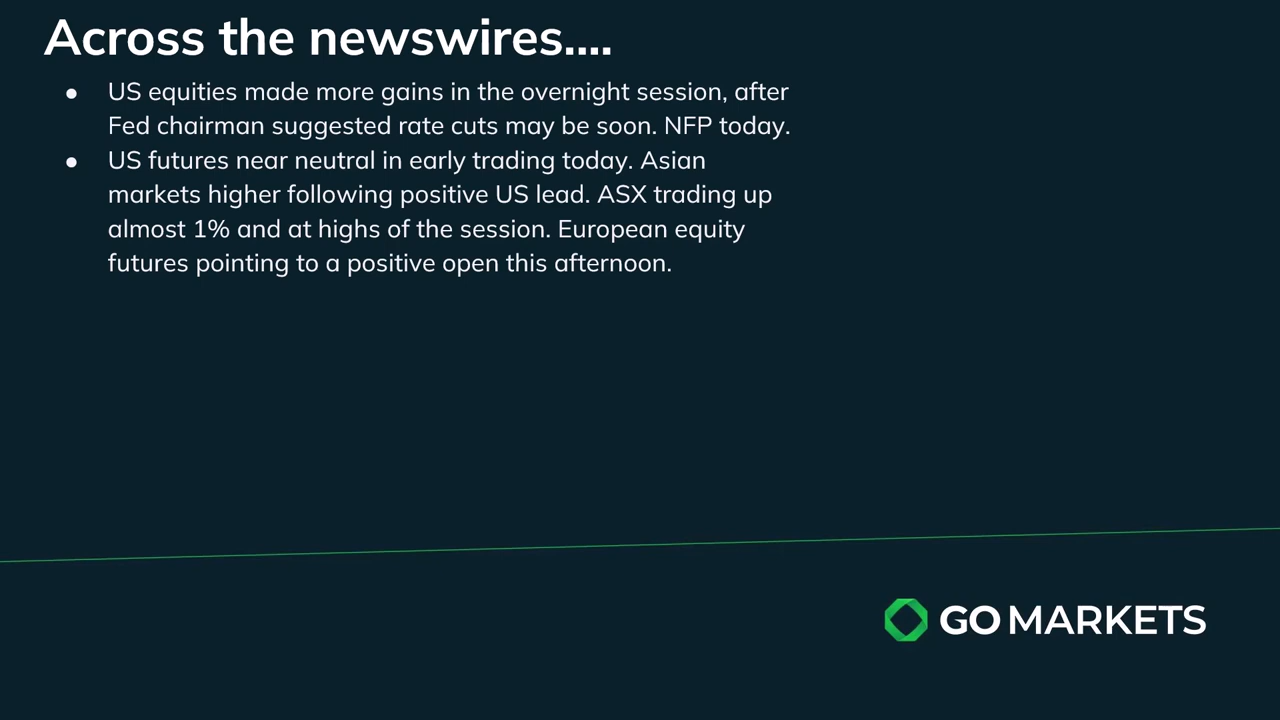 Across the newswires....
● US equities made more gains in the overnight session, after
Fed chairman suggested rate cuts may be soon. NFP today.
● US futures near neutral in early trading today. Asian
markets higher following positive US lead. ASX trading up
almost 1% and at highs of the session. European equity
futures pointing to a positive open this afternoon.
GO MARKETS